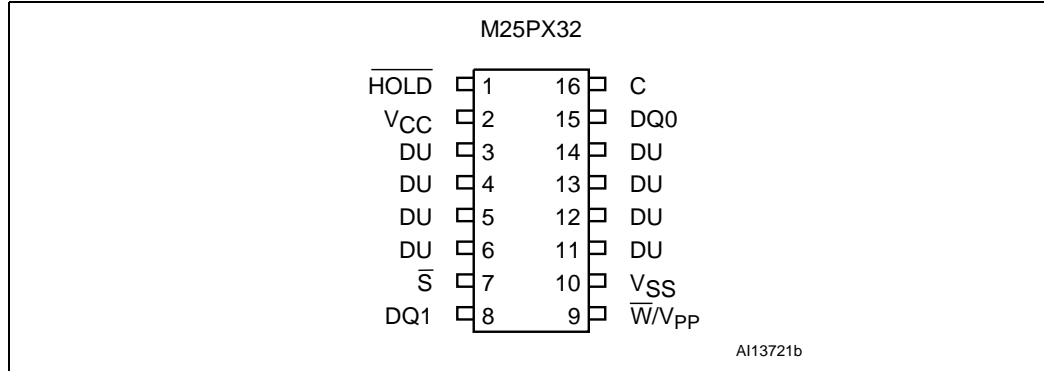 M25PX32
HOLD 1 16 C
VCC 2 15 DQ0
DU 3 14 DU
DU 4 13 DU
DU 5 12 DU
DU 6 11 DU
S 7 10 VSS
DQ1 8 9 W/VPP
AI13721b